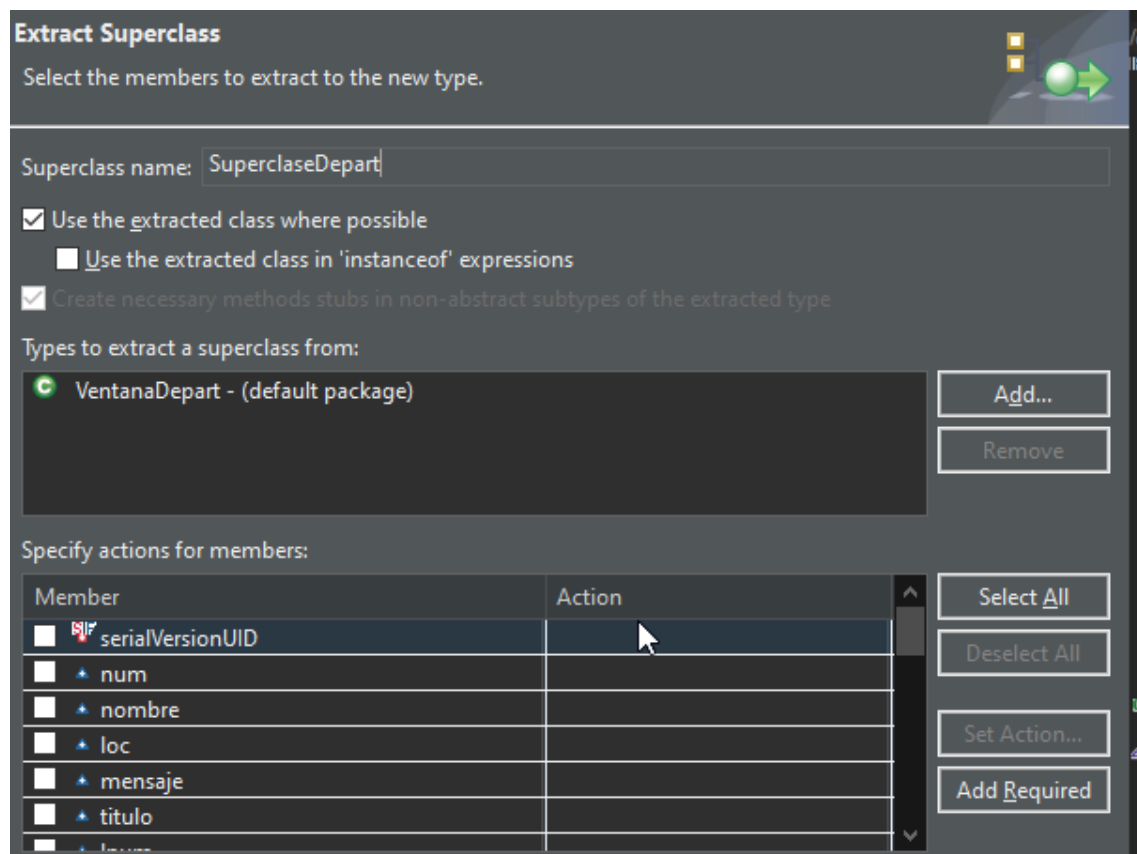 Extract Superclass
Select the members to extract to the new type.
Superclass name: SuperclaseDepart
Use the extracted class where possible
Use the extracted class in 'instanceof' expressions
Create necessary methods stubs in non-abstract subtypes of the extracted type
Types to extract a superclass from:
VentanaDepart - (default package)
Add...
Remove
Specify actions for members:
Member Action
serialVersionUID
num
nombre
loc
mensaje
titulo
Select All
Deselect All
Set Action...
Add Required